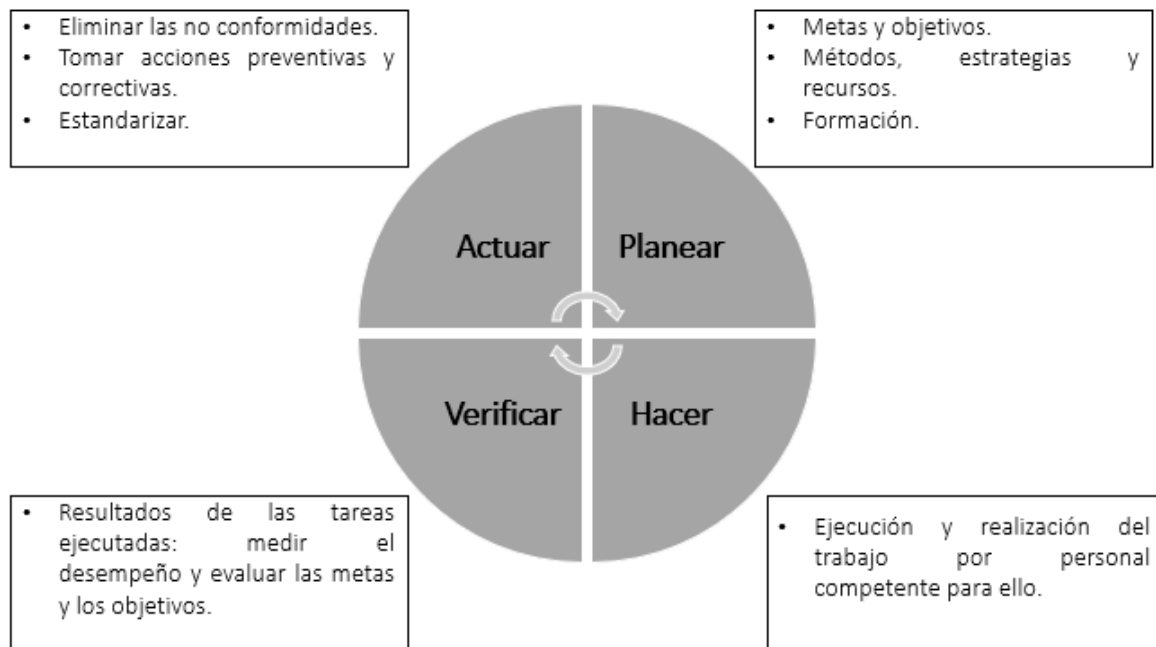 • Eliminar las no conformidades.
• Tomar acciones preventivas y
correctivas.
• Estandarizar.
• Metas y objetivos.
• Métodos, estrategias y
recursos.
• Formación.
Actuar
Planear
Verificar
Hacer
• Resultados de las tareas
ejecutadas: medir el
desempeño y evaluar las metas
y los objetivos.
• Ejecución y realización del
trabajo por personal
competente para ello.